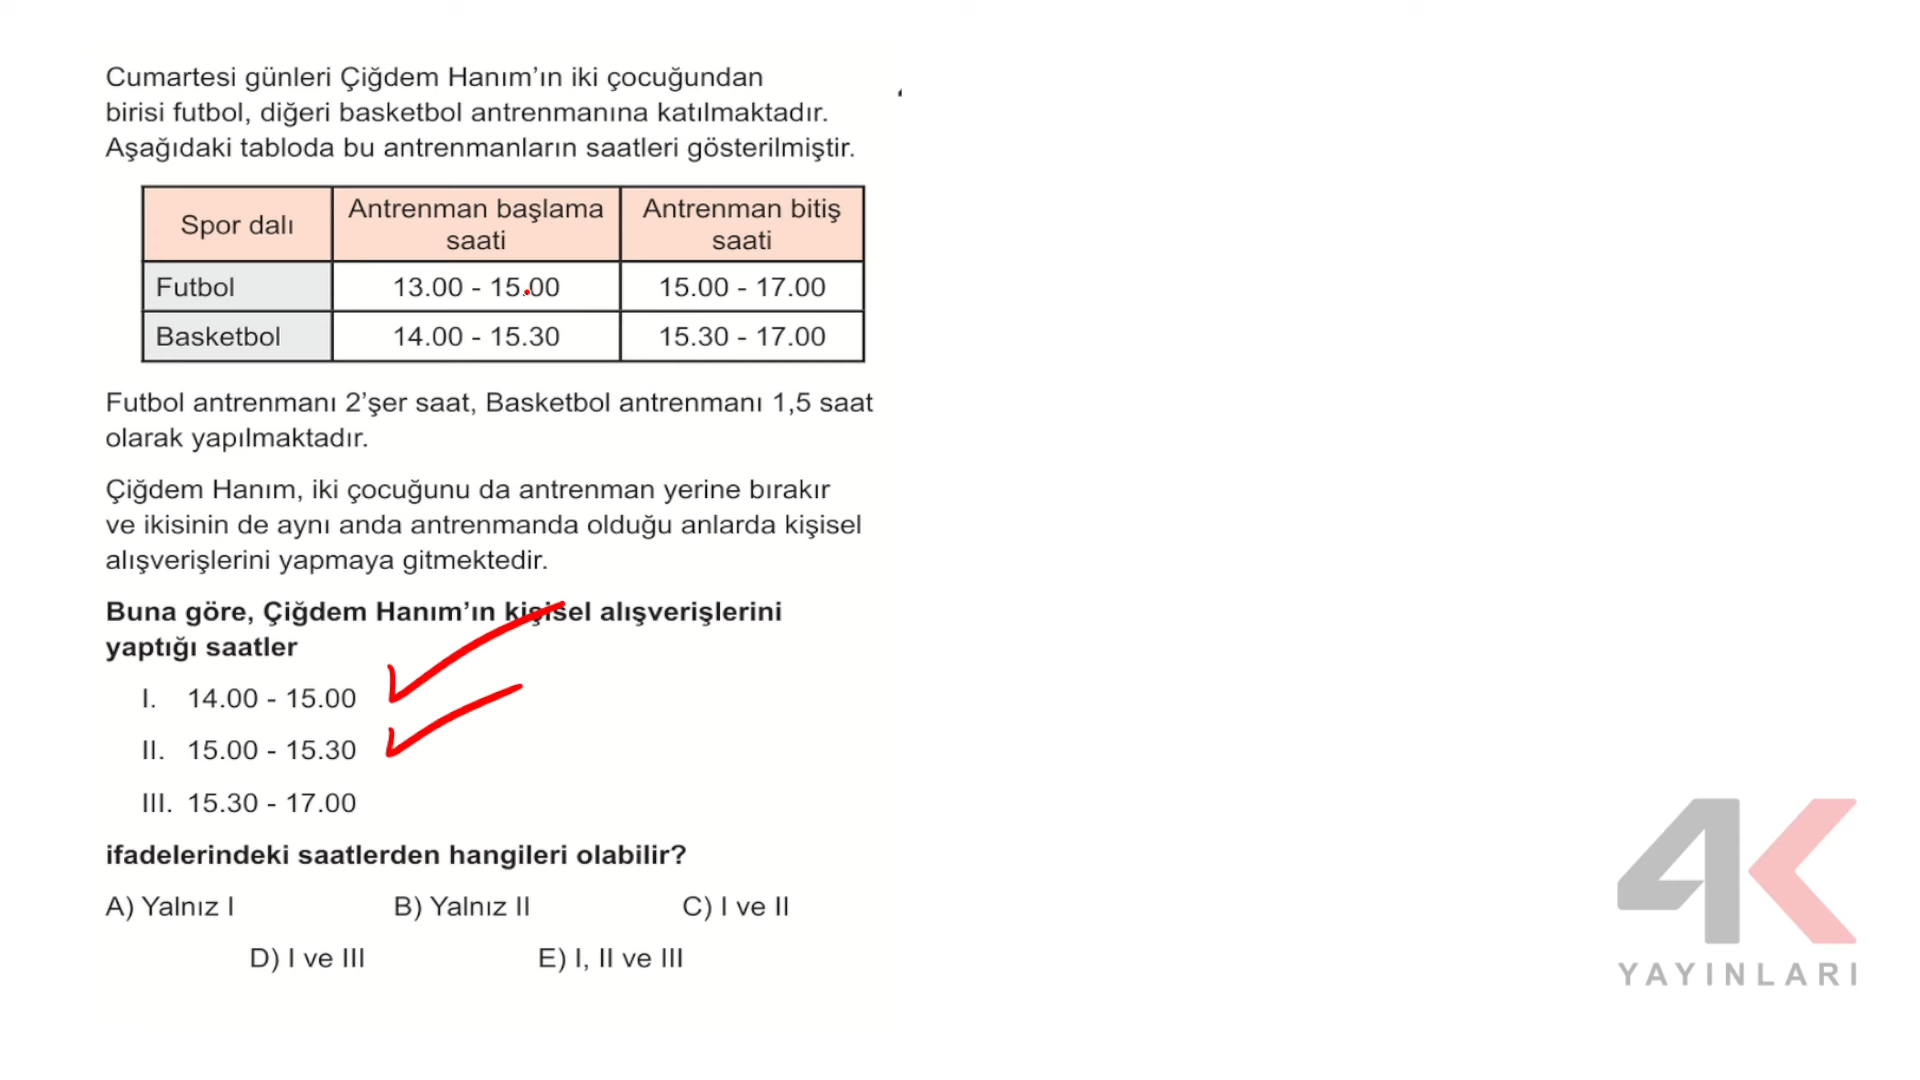 Cumartesi günleri Çiğdem Hanım’ın iki çocuğundan
birisi futbol, diğeri basketbol antrenmanına katılmaktadır.
Aşağıdaki tabloda bu antrenmanların saatleri gösterilmiştir.
Spor dalı Antrenman başlama saati Antrenman bitiş saati
Futbol 13.00 - 15.00 15.00 - 17.00
Basketbol 14.00 - 15.30 15.30 - 17.00
Futbol antrenmanı 2’şer saat, Basketbol antrenmanı 1,5 saat
olarak yapılmaktadır.
Çiğdem Hanım, iki çocuğunu da antrenman yerine bırakır
ve ikisinin de aynı anda antrenmanda olduğu anlarda kişisel
alışverişlerini yapmaya gitmektedir.
Buna göre, Çiğdem Hanım’ın kişisel alışverişlerini
yaptığı saatler
I. 14.00 - 15.00
II. 15.00 - 15.30
III. 15.30 - 17.00
ifadelerindeki saatlerden hangileri olabilir?
A) Yalnız I B) Yalnız II C) I ve II
D) I ve III E) I, II ve III
4K
YAYINLARI